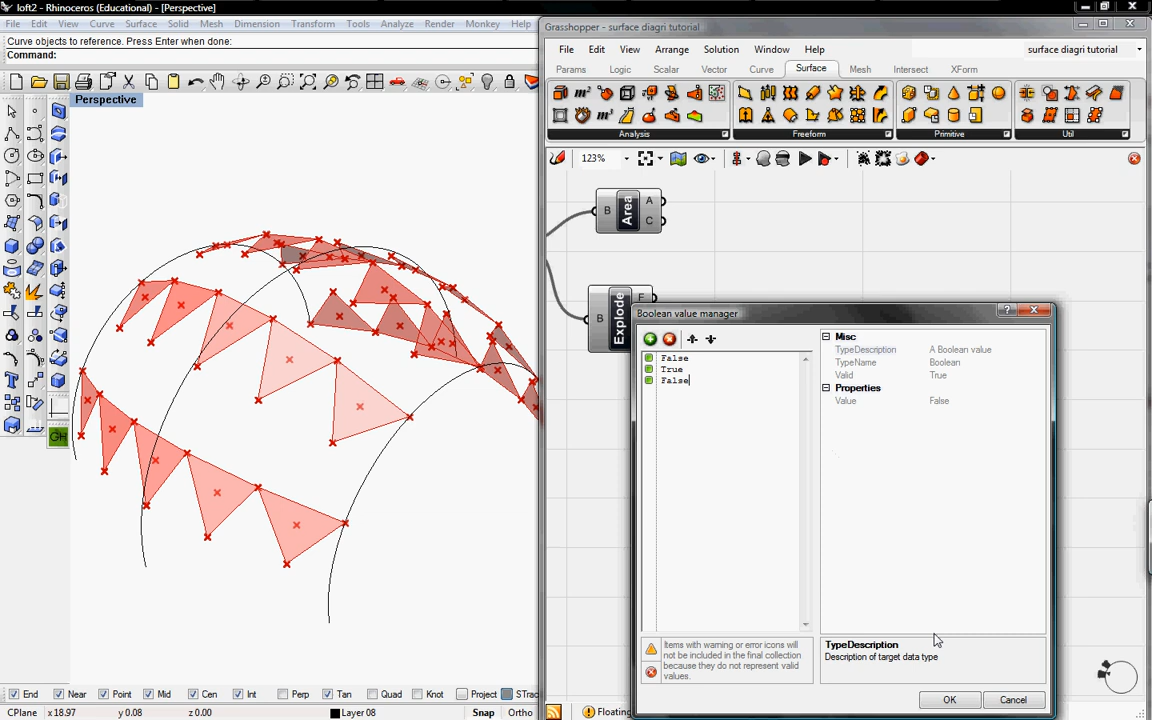 loft2 - Rhinoceros (Educational) - [Perspective]
File Edit View Curve Surface Solid Mesh Dimension Transform Tools Analyze Render Monkey Help
Curve objects to reference. Press Enter when done:
Command:
Perspective
Grasshopper - surface diagri tutorial
File Edit View Arrange Solution Window Help
surface diagri tutorial
Params Logic Scalar Vector Curve Surface Mesh Intersect XForm
Analysis Freeform Primitive Util
123%
B Area A C
B Explode F
Boolean value manager
False
True
False
Misc
TypeDescription A Boolean value
TypeName Boolean
Valid True
Properties
Value False
Items with warning or error icons will
not be included in the final collection
because they do not represent valid
values.
TypeDescription
Description of target data type
OK Cancel
GH
End Near Point Mid Cen Int Perp Tan Quad Knot Project STrac
CPlane x 18.97 y 0.08 z 0.00 Layer 08 Snap Ortho
Floating